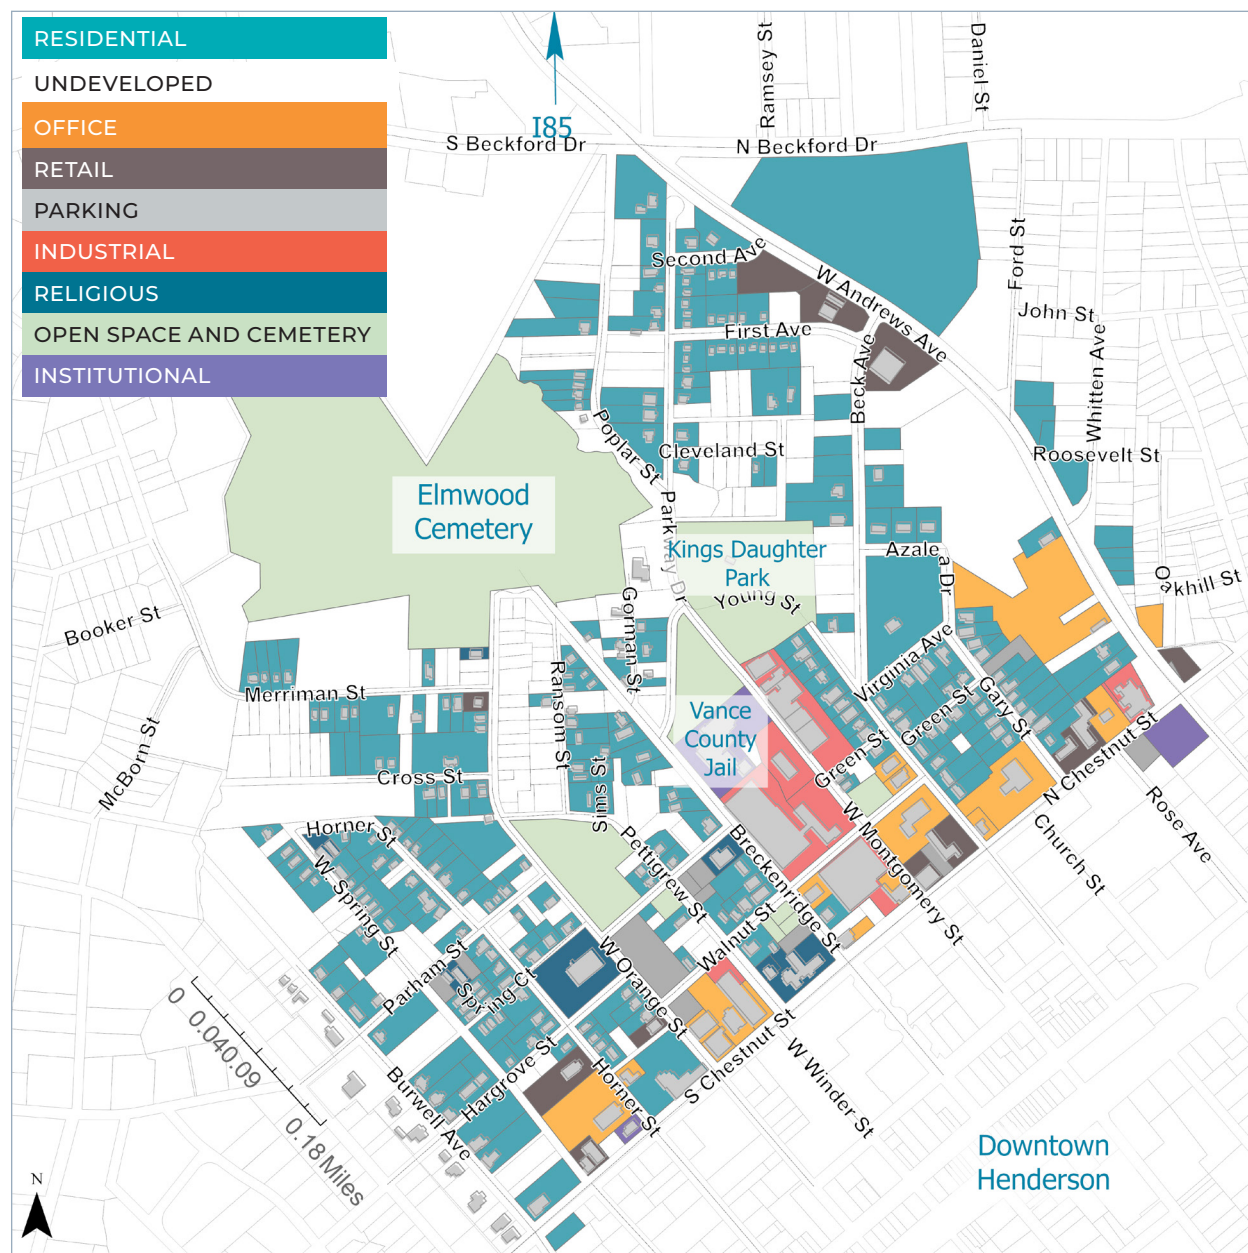 RESIDENTIAL
UNDEVELOPED
OFFICE
RETAIL
PARKING
INDUSTRIAL
RELIGIOUS
OPEN SPACE AND CEMETERY
INSTITUTIONAL
I85
Ramsey St
Daniel St
S Beckford Dr
N Beckford Dr
Second Ave
W Andrews Ave
Ford St
John St
First Ave
Beck Ave
Whitten Ave
Poplar St
Cleveland St
Roosevelt St
Elmwood
Cemetery
Parkway Dr
Kings Daughter
Park
Young St
Azalea Dr
Oakhill St
Booker St
Gorman St
Virginia Ave
Merriman St
Ransom St
Green St
Gary St
Vance
County
Jail
McBorn St
Cross St
Sims St
Green St
N Chestnut St
Rose Ave
Horner St
W. Spring St
Pettigrew St
Breckenridge St
W Montgomery St
Church St
Walnut St
Parham St
Spring Ct
W Orange St
S Chestnut St
W Winder St
Hargrove St
Horner St
Burwell Ave
0
0.040.09
0.18 Miles
Downtown
Henderson
N